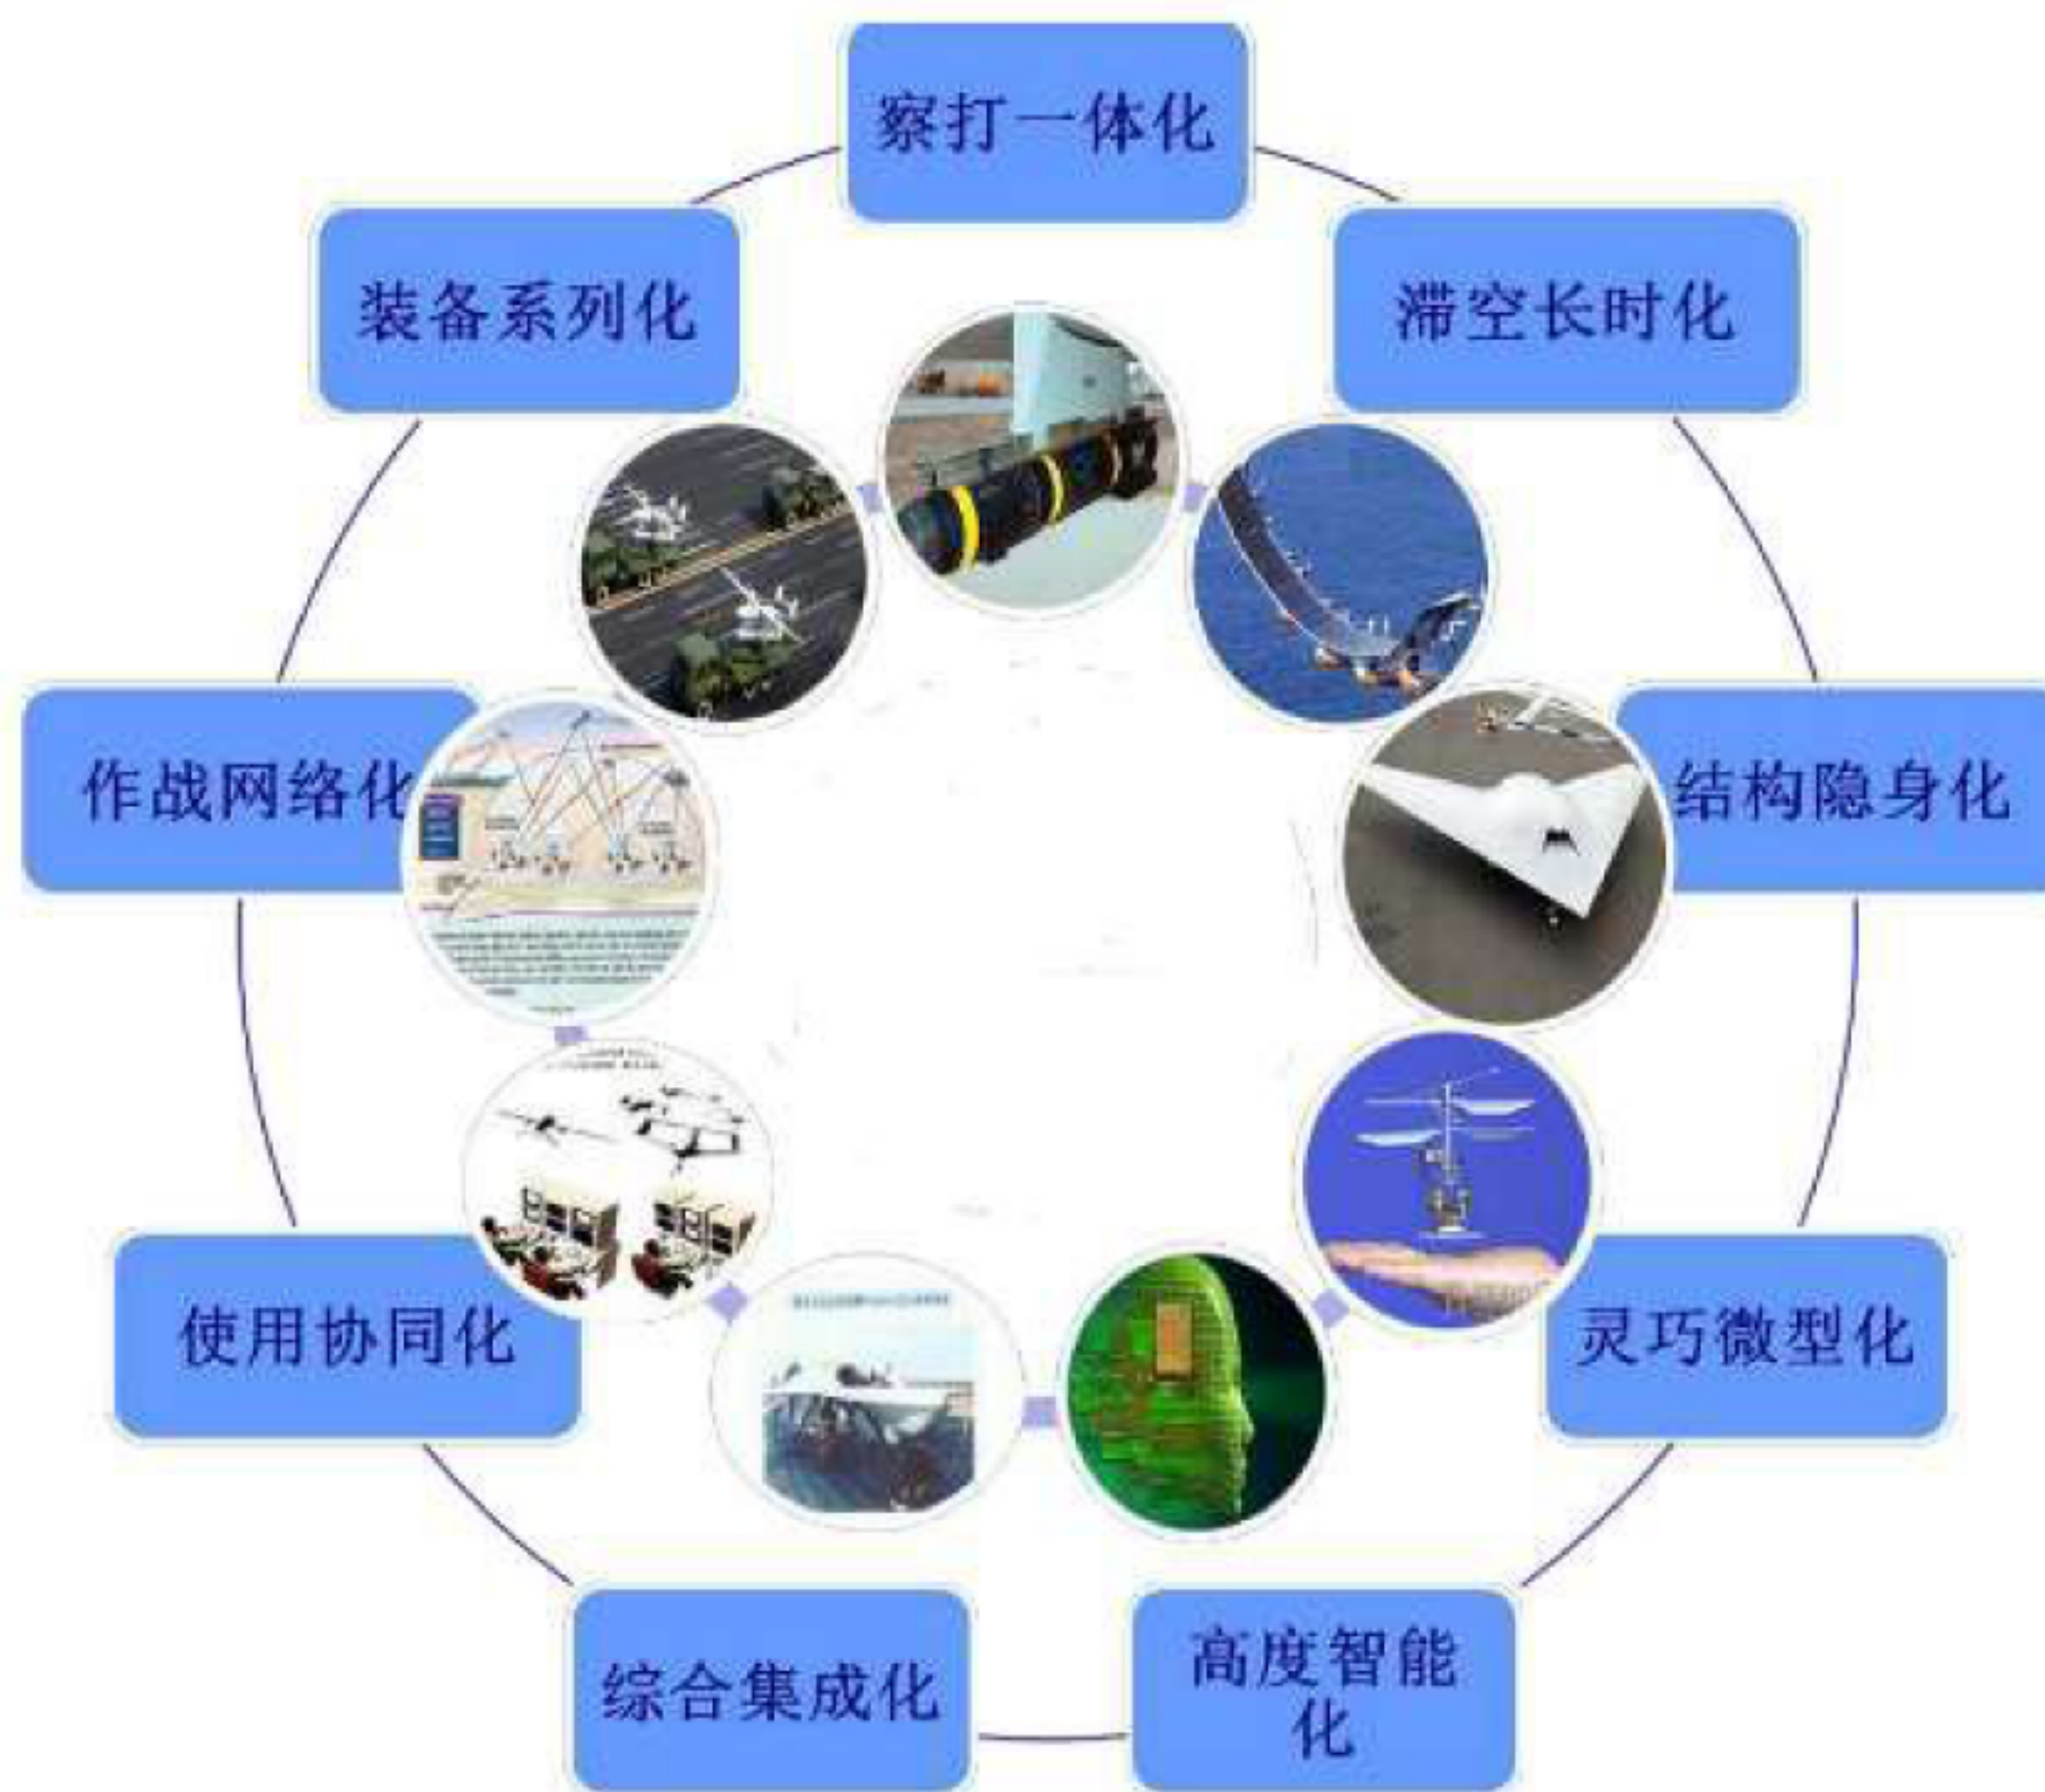 察打一体化
装备系列化
滞空长时化
作战网络化
结构隐身化
使用协同化
灵巧微型化
综合集成化
高度智能
化